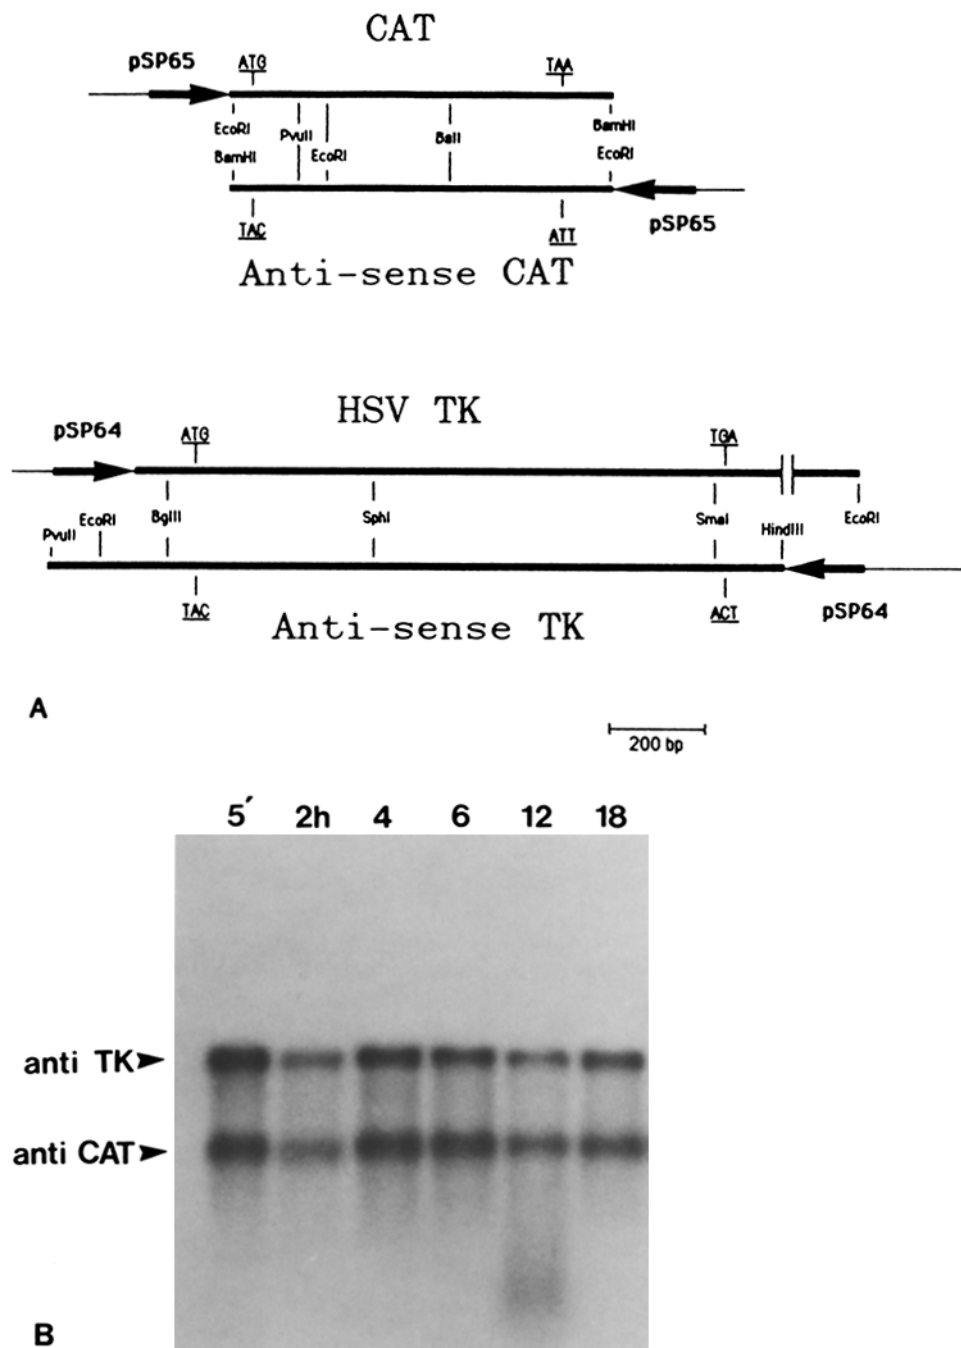 CAT
pSP65 ATG TAA
EcoRI PvuII BalI BamHI
BamHI EcoRI EcoRI
TAC ATT pSP65
Anti-sense CAT
HSV TK
pSP64 ATG TGA
PvuII EcoRI BglII SphI SmaI HindIII EcoRI
TAC ACT pSP64
Anti-sense TK
A
200 bp
5′ 2h 4 6 12 18
anti TK
anti CAT
B